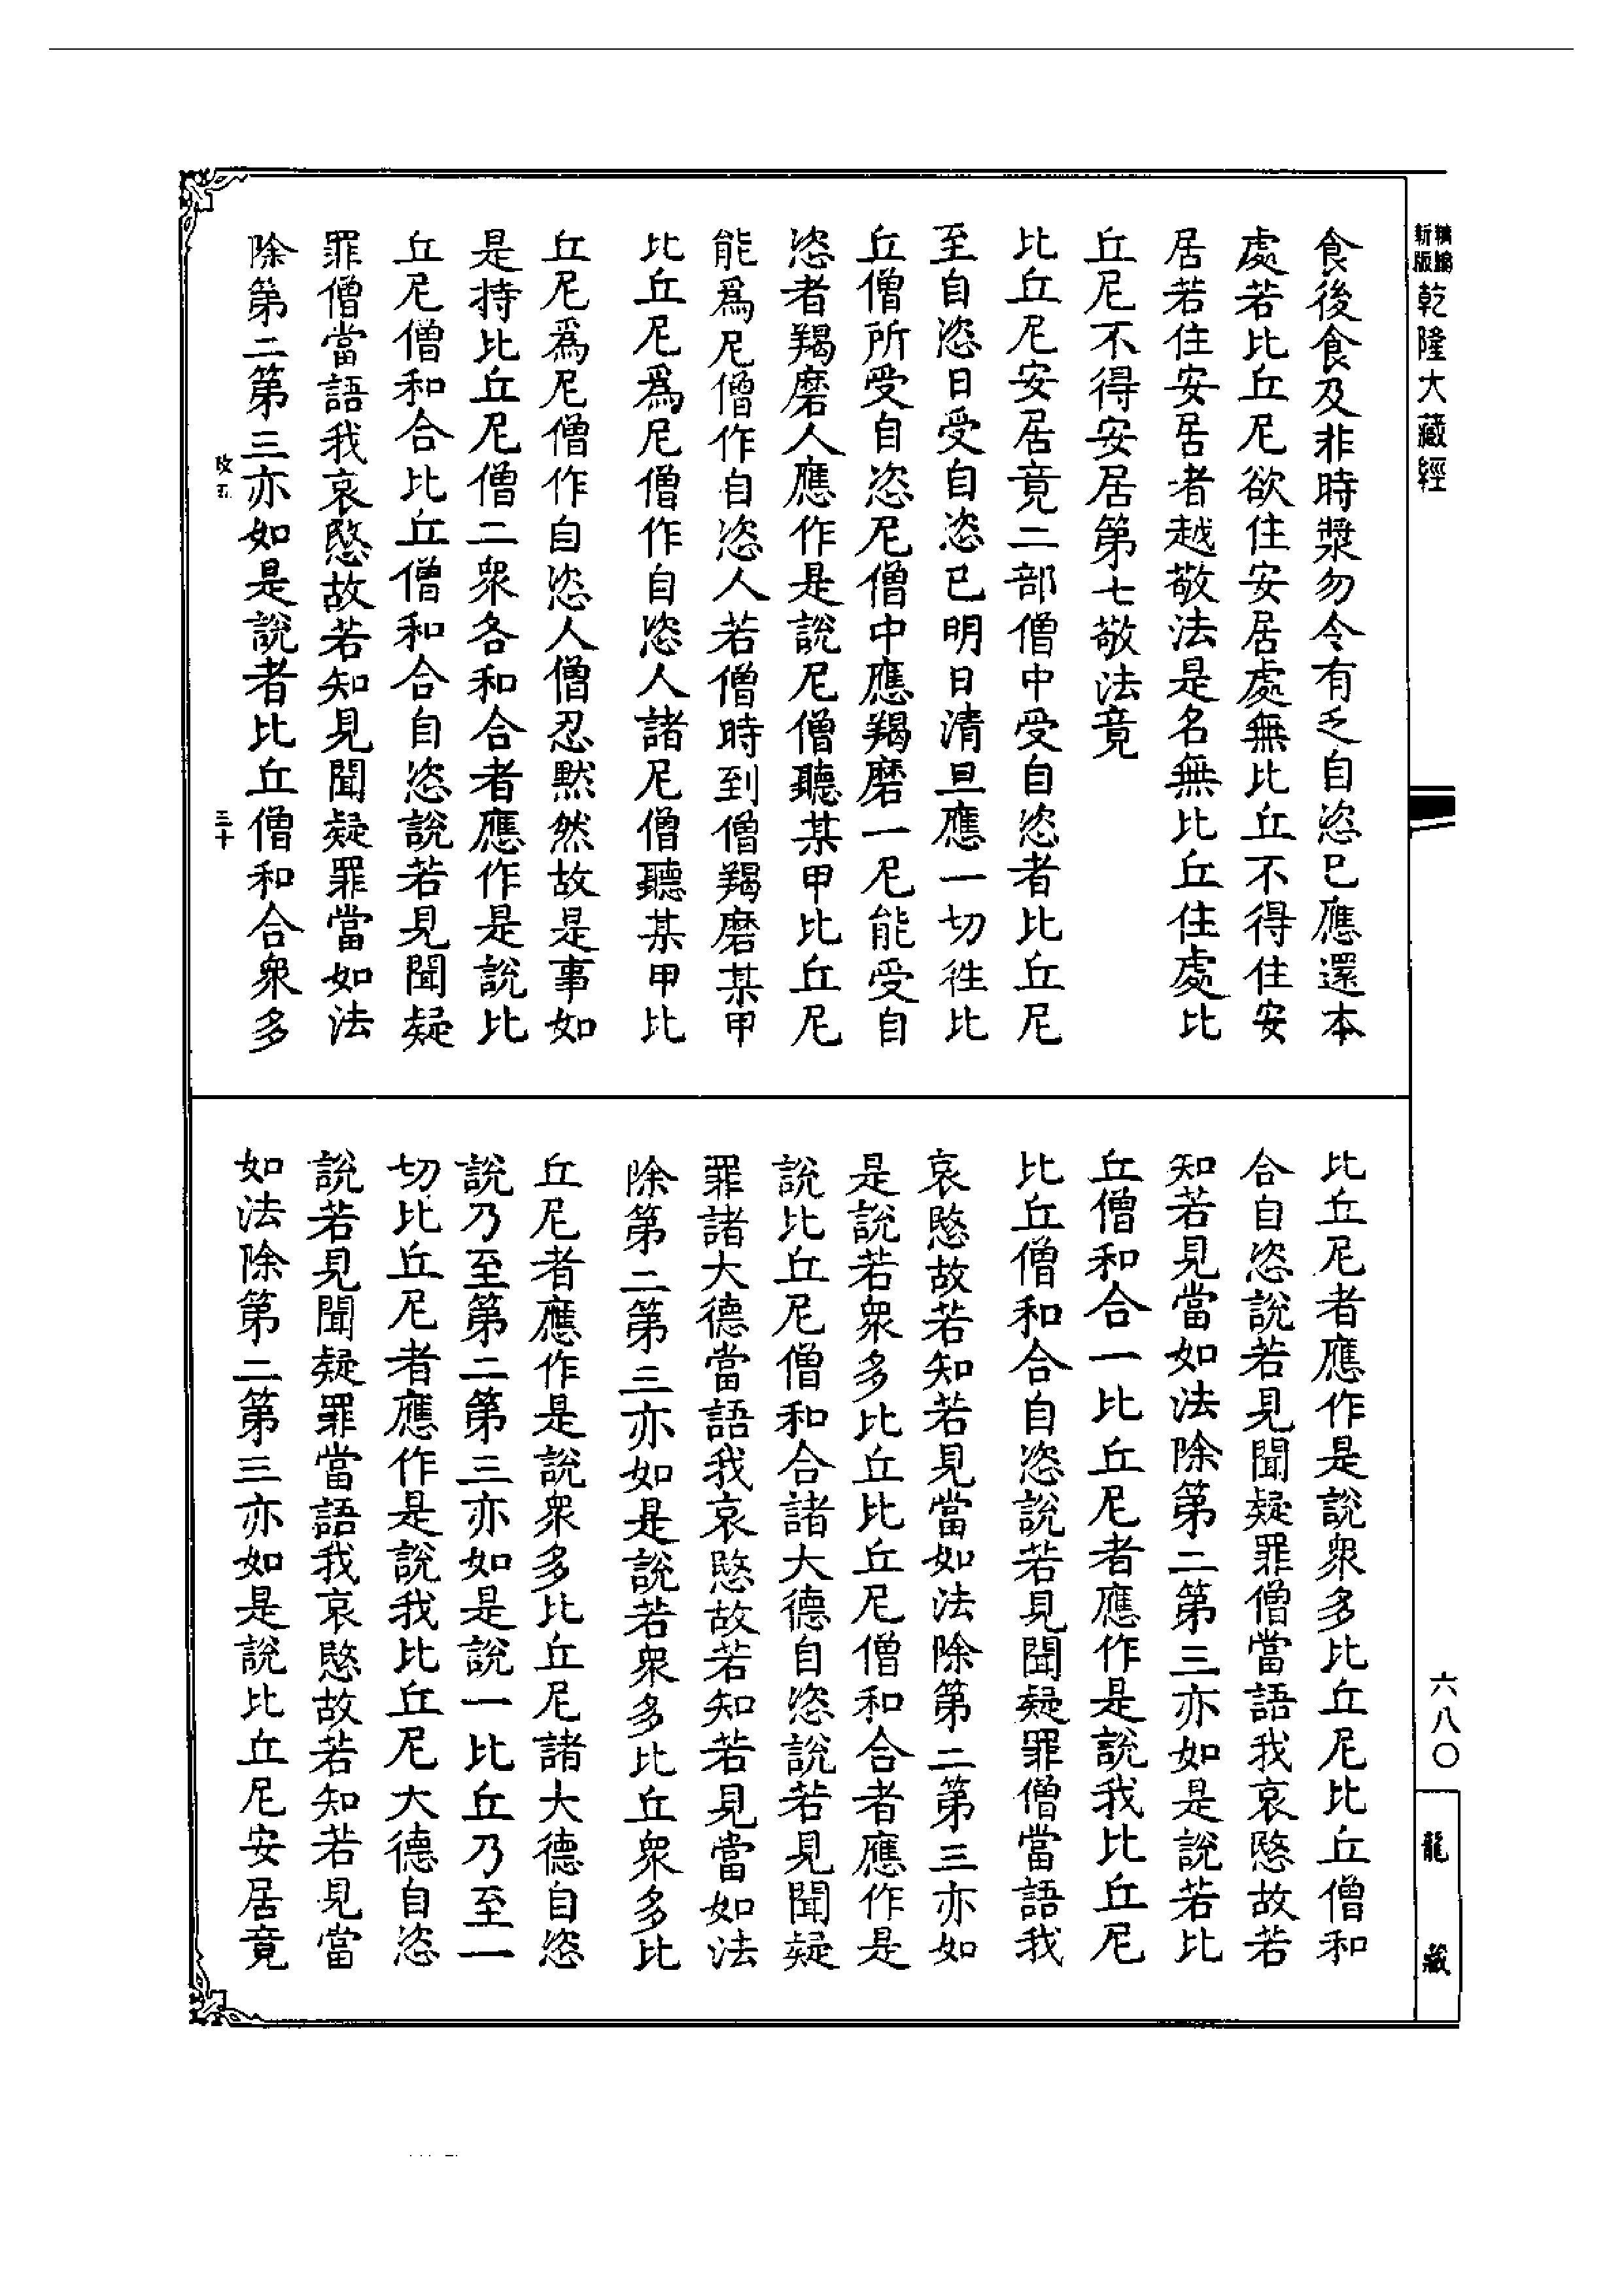 新版
精編
乾隆大藏經
食後食及非時漿勿令有乏自恣已應還本
處若比丘尼欲住安居處無比丘不得住安
居若住安居者越敬法是名無比丘住處比
丘尼不得安居第七敬法竟
比丘尼安居竟二部僧中受自恣者比丘尼
至自恣日受自恣已明日清旦應一切徃比
丘僧所受自恣尼僧中應羯磨一尼能受自
恣者羯磨人應作是說尼僧聽某甲比丘尼
能爲尼僧作自恣人若僧時到僧羯磨某甲
比丘尼爲尼僧作自恣人諸尼僧聽某甲比
丘尼爲尼僧作自恣人僧忍黙然故是事如
是持比丘尼僧二衆各和合者應作是說比
丘尼僧和合比丘僧和合自恣說若見聞疑
罪僧當語我哀愍故若知見聞疑罪當如法
除第二第三亦如是說者比丘僧和合衆多
比丘尼者應作是說衆多比丘尼比丘僧和
合自恣說若見聞疑罪僧當語我哀愍故若
知若見當如法除第二第三亦如是說若比
丘僧和合一比丘尼者應作是說我比丘尼
比丘僧和合自恣說若見聞疑罪僧當語我
哀愍故若知若見當如法除第二第三亦如
是說若衆多比丘比丘尼僧和合者應作是
說比丘尼僧和合諸大德自恣說若見聞疑
罪諸大德當語我哀愍故若知若見當如法
除第二第三亦如是說若衆多比丘衆多比
丘尼者應作是說衆多比丘尼諸大德自恣
說乃至第二第三亦如是說一比丘乃至一
切比丘尼者應作是說我比丘尼大德自恣
說若見聞疑罪當語我哀愍故若知若見當
如法除第二第三亦如是說比丘尼安居竟
三十
六八〇
龍藏